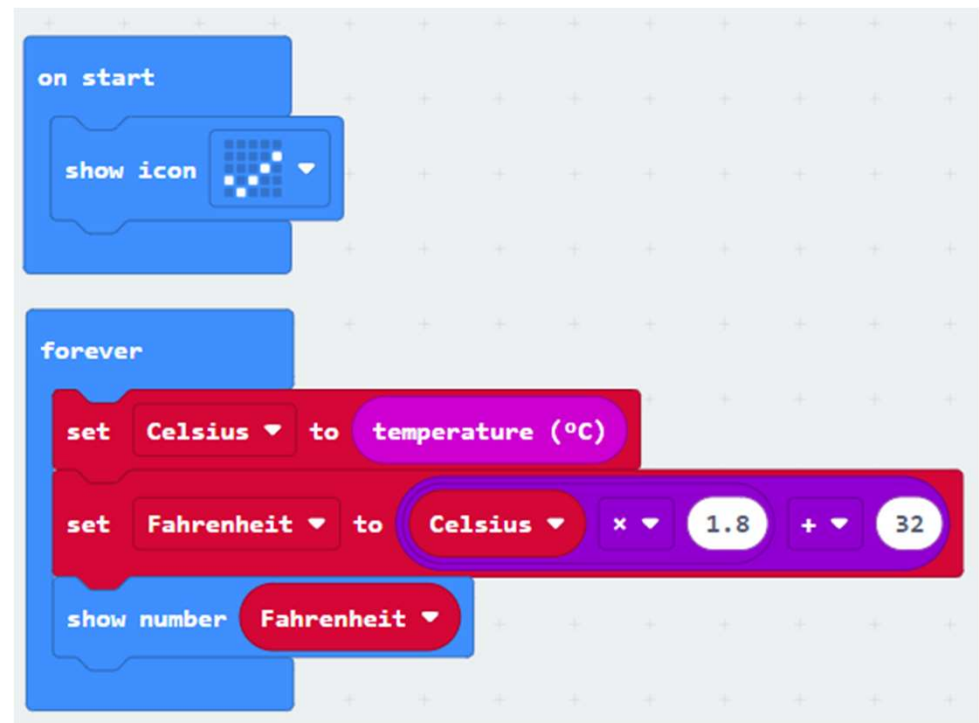 on start
show icon
forever
set Celsius to temperature (ºC)
set Fahrenheit to Celsius × 1.8 + 32
show number Fahrenheit